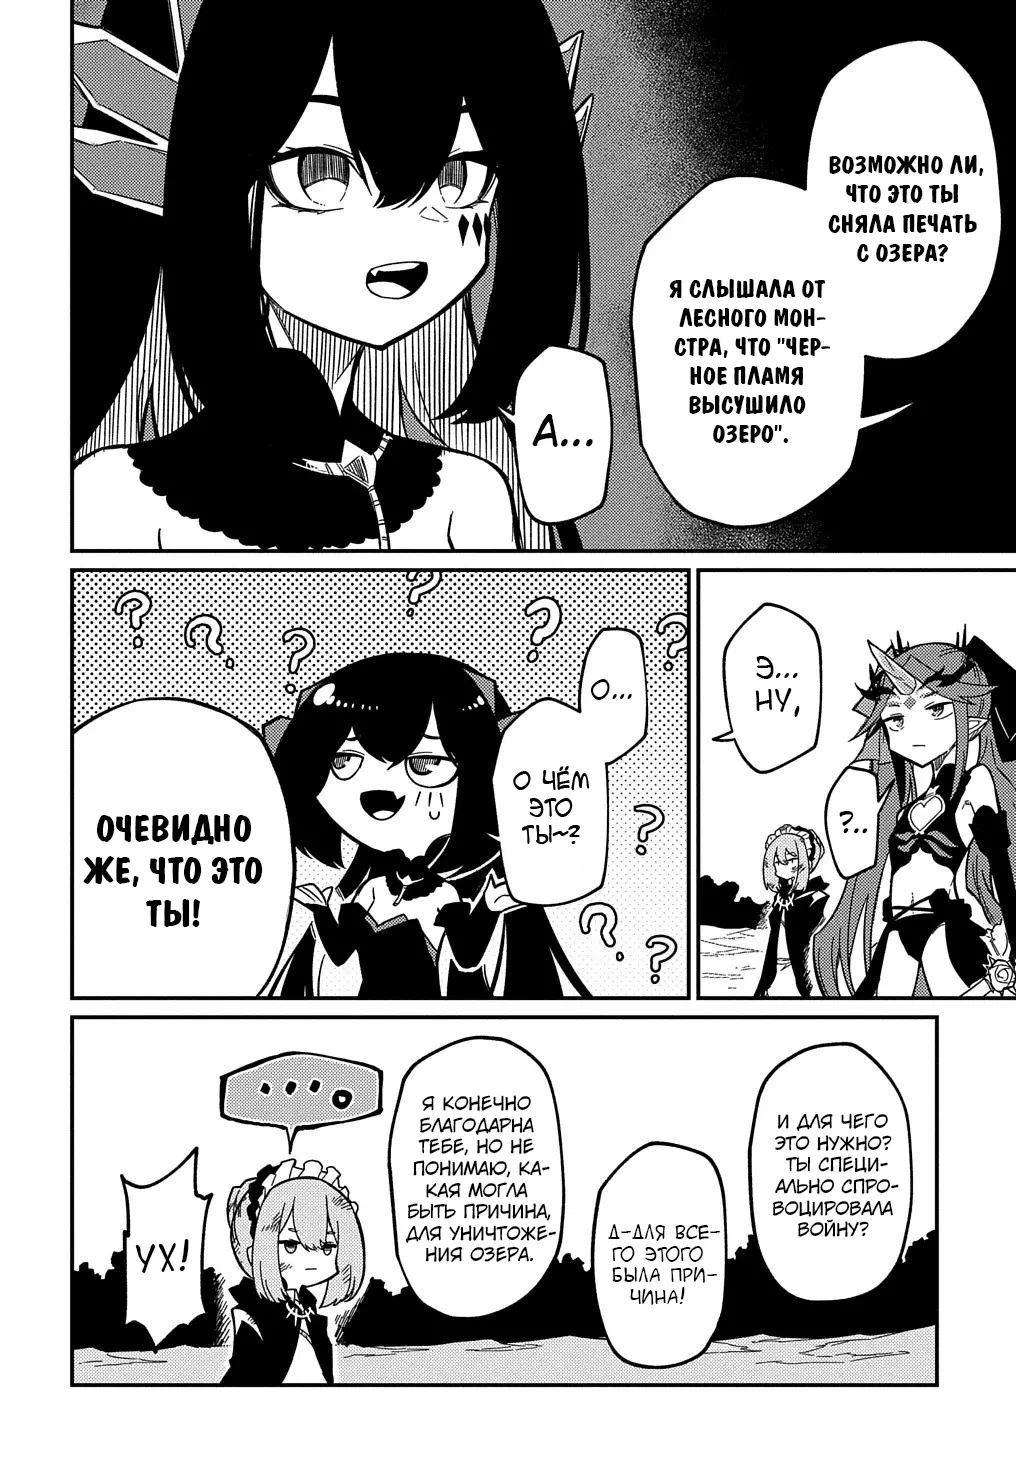 ВОЗМОЖНО ЛИ,
ЧТО ЭТО ТЫ
СНЯЛА ПЕЧАТЬ
С ОЗЕРА?
Я СЛЫШАЛА ОТ
ЛЕСНОГО МОН-
СТРА, ЧТО "ЧЕР-
НОЕ ПЛАМЯ
ВЫСУШИЛО
ОЗЕРО".
А...
Э...
НУ,
?...
О...
О ЧЁМ
ЭТО
ТЫ~?
ОЧЕВИДНО
ЖЕ, ЧТО ЭТО
ТЫ!
И ДЛЯ ЧЕГО
ЭТО НУЖНО?
ТЫ СПЕЦИ-
АЛЬНО СПРО-
ВОЦИРОВАЛА
ВОЙНУ?
Д-ДЛЯ ВСЕ-
ГО ЭТОГО
БЫЛА ПРИ-
ЧИНА!
Я КОНЕЧНО
БЛАГОДАРНА
ТЕБЕ, НО НЕ
ПОНИМАЮ, КА-
КАЯ МОГЛА
БЫТЬ ПРИЧИНА,
ДЛЯ УНИЧТОЖЕ-
НИЯ ОЗЕРА.
...。
УХ!